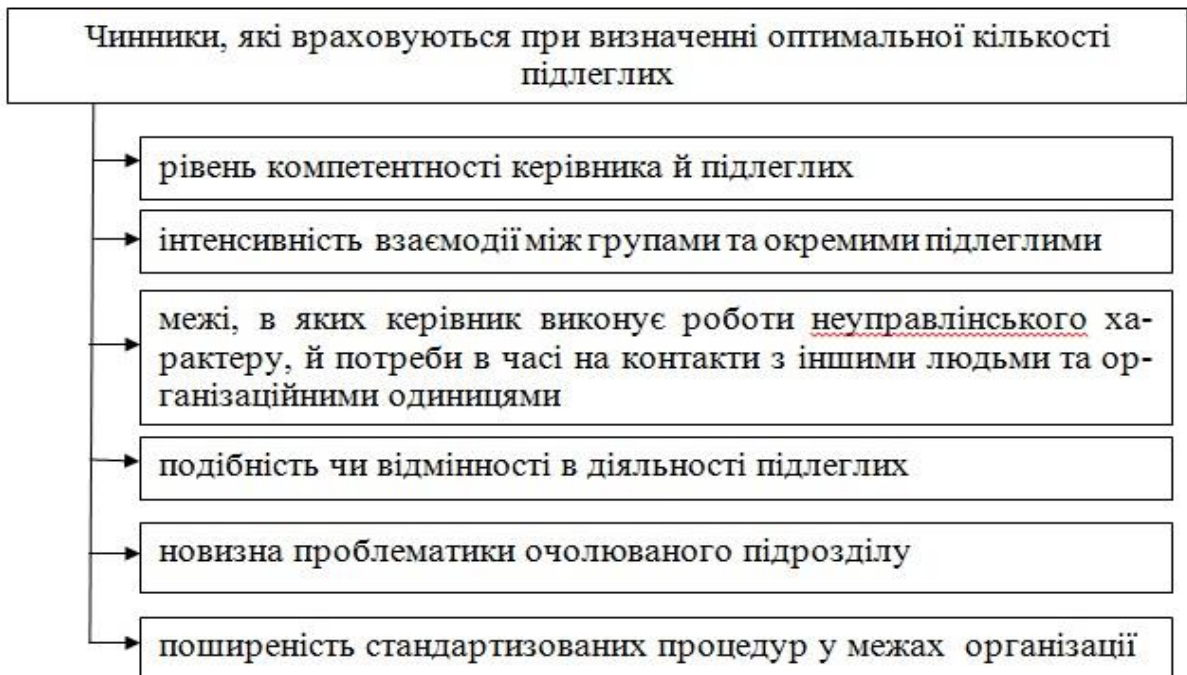 Чинники, які враховуються при визначенні оптимальної кількості
підлеглих
рівень компетентності керівника й підлеглих
інтенсивність взаємодії між групами та окремими підлеглими
межі, в яких керівник виконує роботи неуправлінського ха-
рактеру, й потреби в часі на контакти з іншими людьми та ор-
ганізаційними одиницями
подібність чи відмінності в діяльності підлеглих
новизна проблематики очолюваного підрозділу
поширеність стандартизованих процедур у межах організації